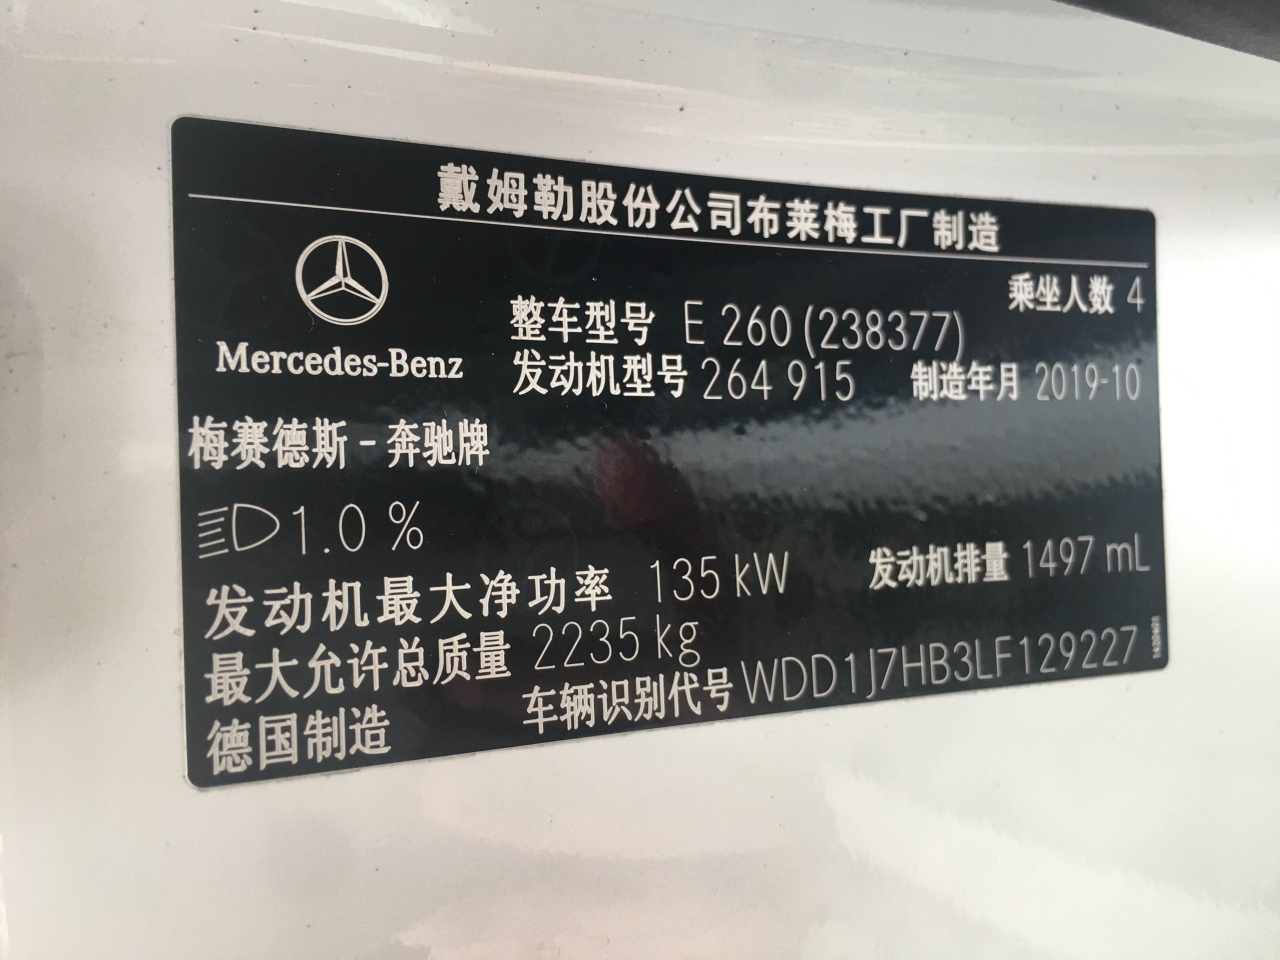 戴姆勒股份公司布莱梅工厂制造
乘坐人数 4
Mercedes-Benz
整车型号 E 260 (238377)
发动机型号 264 915 制造年月 2019-10
梅赛德斯-奔驰牌
1.0 %
发动机最大净功率 135 kW 发动机排量 1497 mL
最大允许总质量 2235 kg
德国制造 车辆识别代号 WDD1J7HB3LF129227